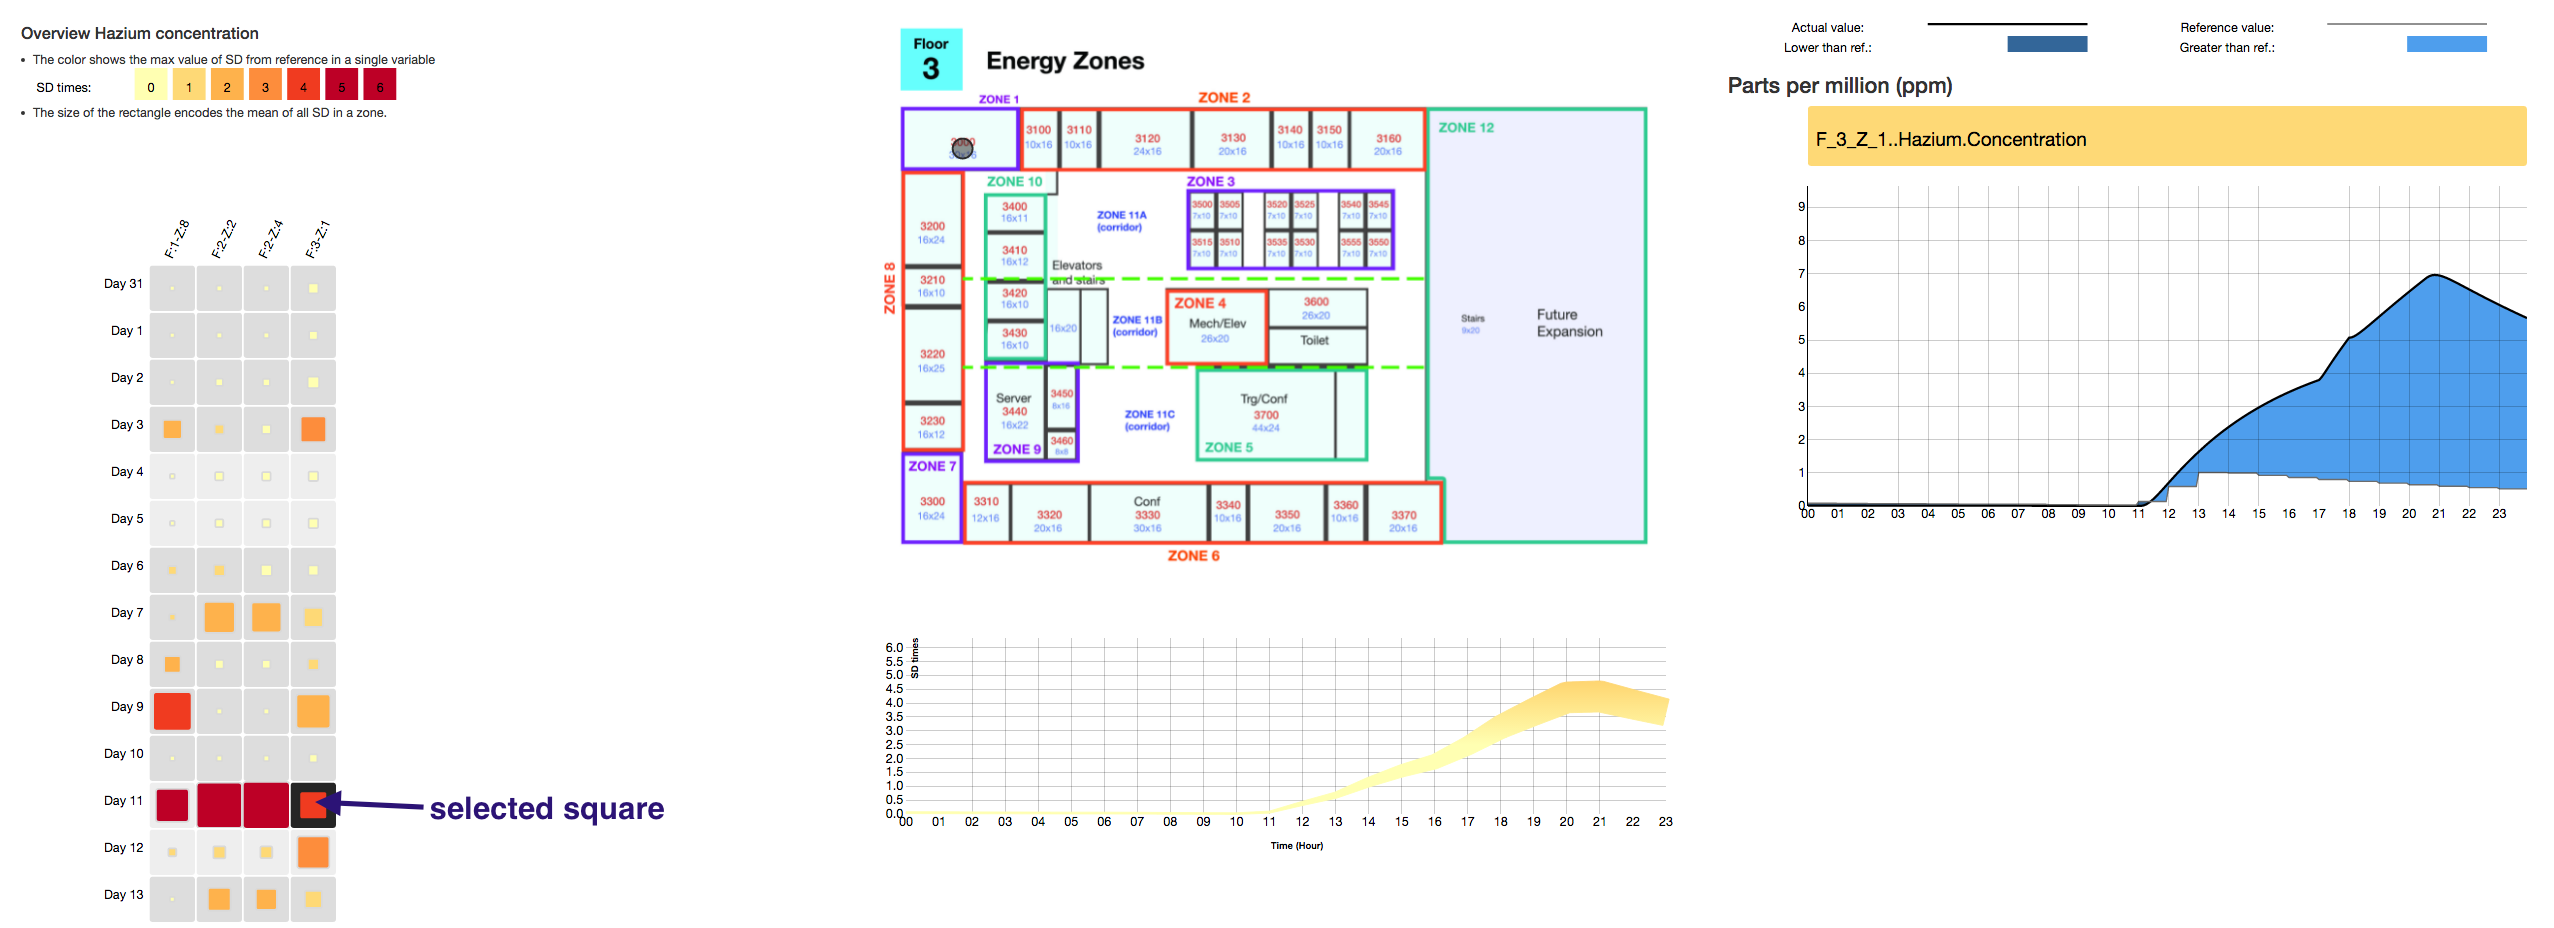 Overview Hazium concentration
• The color shows the max value of SD from reference in a single variable
SD times: 0 1 2 3 4 5 6
• The size of the rectangle encodes the mean of all SD in a zone.
F:1-Z:8 F:2-Z:2 F:2-Z:4 F:3-Z:1
Day 31
Day 1
Day 2
Day 3
Day 4
Day 5
Day 6
Day 7
Day 8
Day 9
Day 10
Day 11
Day 12
Day 13
selected square
Floor
3
Energy Zones
ZONE 1
ZONE 2
3100 3110 3120 3130 3140 3150 3160
10x16 10x16 24x16 20x16 10x16 10x16 20x16
ZONE 12
ZONE 10
ZONE 3
3400
16x11
3410
16x12
3420
16x10
3430
16x10
ZONE 11A
(corridor)
3500 3505 3520 3525 3540 3545
7x10 7x10 7x10 7x10 7x10 7x10
3515 3510 3535 3530 3555 3550
7x10 7x10 7x10 7x10 7x10 7x10
ZONE 8
3200
16x24
3210
16x10
3220
16x25
3230
16x12
Elevators
and stairs
16x20
ZONE 11B
(corridor)
ZONE 4
Mech/Elev
26x20
3600
26x20
Toilet
Stairs
9x20
Future
Expansion
Server
3440
16x22
ZONE 9
3450
8x16
3460
8x8
ZONE 11C
(corridor)
Trg/Conf
3700
44x24
ZONE 5
ZONE 7
3300
16x24
3310
12x16
3320
20x16
Conf
3330
30x16
3340
10x16
3350
20x16
3360
10x16
3370
20x16
ZONE 6
SD times
6.0
5.5
5.0
4.5
4.0
3.5
3.0
2.5
2.0
1.5
1.0
0.5
0.0
00 01 02 03 04 05 06 07 08 09 10 11 12 13 14 15 16 17 18 19 20 21 22 23
Time (Hour)
Actual value:
Reference value:
Lower than ref.:
Greater than ref.:
Parts per million (ppm)
F_3_Z_1..Hazium.Concentration
9
8
7
6
5
4
3
2
1
0
00 01 02 03 04 05 06 07 08 09 10 11 12 13 14 15 16 17 18 19 20 21 22 23